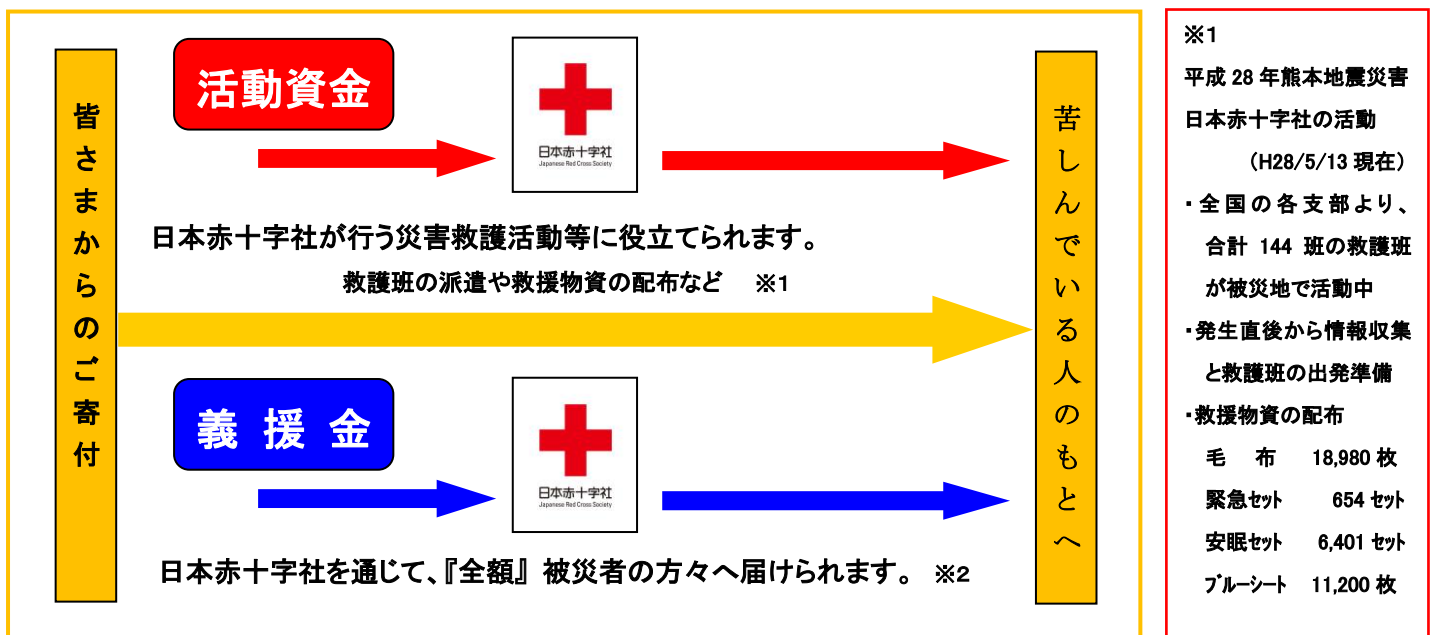 皆さまからのご寄付
活動資金
日本赤十字社
Japanese Red Cross Society
日本赤十字社が行う災害救護活動等に役立てられます。
救護班の派遣や救援物資の配布など ※1
義援金
日本赤十字社
Japanese Red Cross Society
日本赤十字社を通じて、『全額』被災者の方々へ届けられます。 ※2
苦しんでいる人のもとへ
※1
平成28年熊本地震災害
日本赤十字社の活動
(H28/5/13現在)
・全国の各支部より、
合計 144 班の救護班
が被災地で活動中
・発生直後から情報収集
と救護班の出発準備
・救援物資の配布
毛 布 18,980枚
緊急ｾｯﾄ 654ｾｯﾄ
安眠ｾｯﾄ 6,401ｾｯﾄ
ﾌﾞﾙｰｼｰﾄ 11,200枚